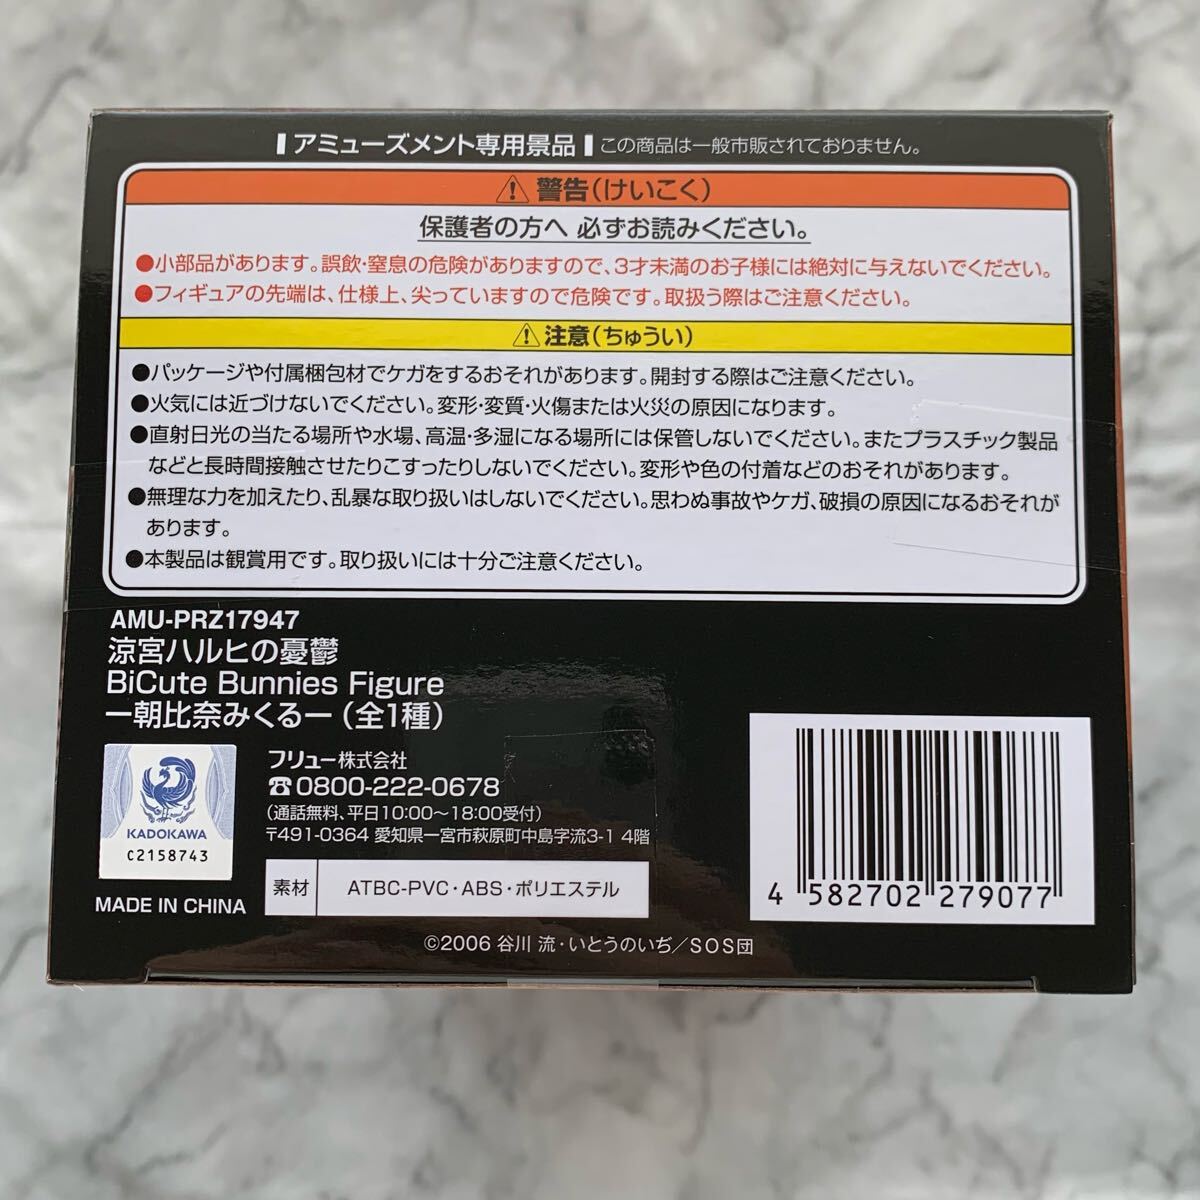 アミューズメント専用景品 この商品は一般市販されておりません。
⚠警告(けいこく)
保護者の方へ 必ずお読みください。
●小部品があります。誤飲・窒息の危険がありますので、3才未満のお子様には絶対に与えないでください。
●フィギュアの先端は、仕様上、尖っていますので危険です。取扱う際はご注意ください。
⚠注意(ちゅうい)
●パッケージや付属梱包材でケガをするおそれがあります。開封する際はご注意ください。
●火気には近づけないでください。変形・変質・火傷または火災の原因になります。
●直射日光の当たる場所や水場、高温・多湿になる場所には保管しないでください。またプラスチック製品
などと長時間接触させたりこすったりしないでください。変形や色の付着などのおそれがあります。
●無理な力を加えたり、乱暴な取り扱いはしないでください。思わぬ事故やケガ、破損の原因になるおそれが
あります。
●本製品は観賞用です。取り扱いには十分ご注意ください。
AMU-PRZ17947
涼宮ハルヒの憂鬱
BiCute Bunnies Figure
ー朝比奈みくるー(全1種)
フリュー株式会社
☎0800-222-0678
(通話無料、平日10:00〜18:00受付)
〒491-0364 愛知県一宮市萩原町中島字流3-1 4階
KADOKAWA
C2158743
素材 ATBC-PVC・ABS・ポリエステル
MADE IN CHINA
4 582702 279077
©2006 谷川 流・いとうのいぢ/SOS団